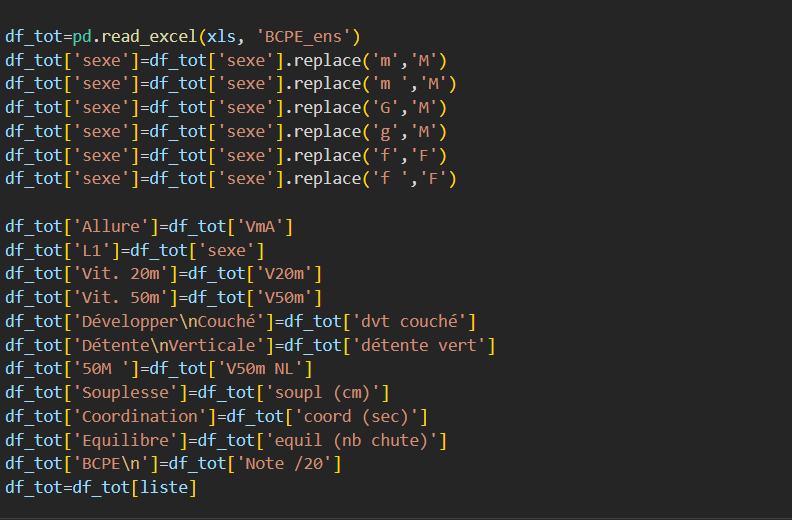 df_tot=pd.read_excel(xls, 'BCPE_ens')
df_tot['sexe']=df_tot['sexe'].replace('m','M')
df_tot['sexe']=df_tot['sexe'].replace('m ','M')
df_tot['sexe']=df_tot['sexe'].replace('G','M')
df_tot['sexe']=df_tot['sexe'].replace('g','M')
df_tot['sexe']=df_tot['sexe'].replace('f','F')
df_tot['sexe']=df_tot['sexe'].replace('f ','F')
df_tot['Allure']=df_tot['VmA']
df_tot['L1']=df_tot['sexe']
df_tot['Vit. 20m']=df_tot['V20m']
df_tot['Vit. 50m']=df_tot['V50m']
df_tot['Développer\nCouché']=df_tot['dvt couché']
df_tot['Détente\nVerticale']=df_tot['détente vert']
df_tot['50M ']=df_tot['V50m NL']
df_tot['Souplesse']=df_tot['soupl (cm)']
df_tot['Coordination']=df_tot['coord (sec)']
df_tot['Equilibre']=df_tot['equil (nb chute)']
df_tot['BCPE\n']=df_tot['Note /20']
df_tot=df_tot[liste]